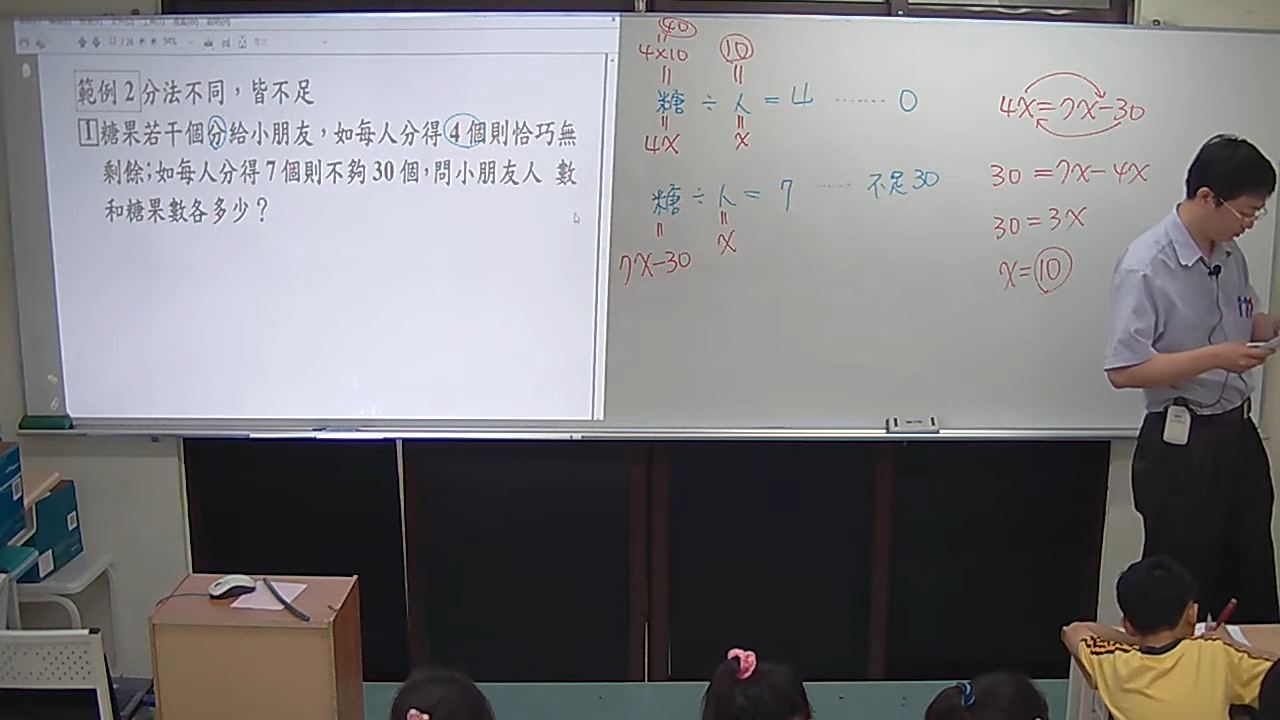 範例2 分法不同，皆不足
1 糖果若干個分給小朋友，如每人分得4個則恰巧無
剩餘；如每人分得7個則不夠30個，問小朋友人 數
和糖果數各多少？
40
=
4×10 10
= =
糖÷人=4……0
= =
4x x
糖÷人=7……不足30
= =
7x-30 x
4x=7x-30
30=7x-4x
30=3x
x=10